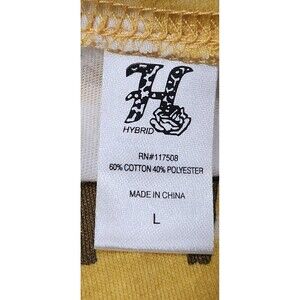 H
HYBRID
RN#117508
60% COTTON 40% POLYESTER
MADE IN CHINA
L